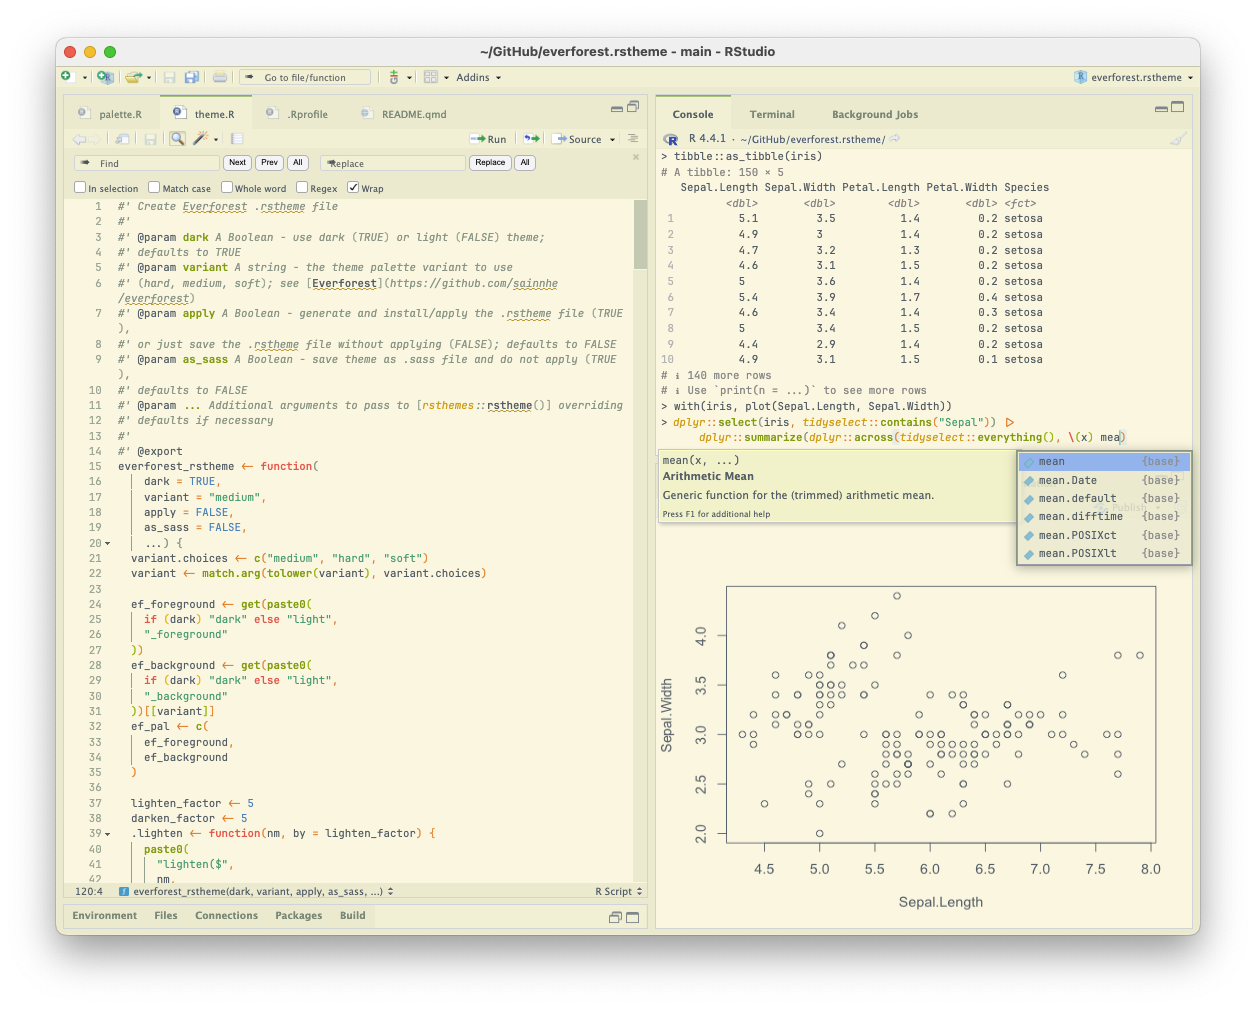 ~/GitHub/everforest.rstheme - main - RStudio
Go to file/function
Addins
everforest.rstheme
palette.R
theme.R
.Rprofile
README.qmd
Run
Source
Find
Next
Prev
All
Replace
Replace
All
In selection
Match case
Whole word
Regex
Wrap
1 #' Create Everforest .rstheme file
2 #'
3 #' @param dark A Boolean - use dark (TRUE) or light (FALSE) theme;
4 #' defaults to TRUE
5 #' @param variant A string - the theme palette variant to use
6 #' (hard, medium, soft); see [Everforest](https://github.com/sainnhe
/everforest)
7 #' @param apply A Boolean - generate and install/apply the .rstheme file (TRUE
),
8 #' or just save the .rstheme file without applying (FALSE); defaults to FALSE
9 #' @param as_sass A Boolean - save theme as .sass file and do not apply (TRUE
),
10 #' defaults to FALSE
11 #' @param ... Additional arguments to pass to [rsthemes::rstheme()] overriding
12 #' defaults if necessary
13 #'
14 #' @export
15 everforest_rstheme <- function(
16 dark = TRUE,
17 variant = "medium",
18 apply = FALSE,
19 as_sass = FALSE,
20 ...) {
21 variant.choices <- c("medium", "hard", "soft")
22 variant <- match.arg(tolower(variant), variant.choices)
23
24 ef_foreground <- get(paste0(
25 if (dark) "dark" else "light",
26 "_foreground"
27 ))
28 ef_background <- get(paste0(
29 if (dark) "dark" else "light",
30 "_background"
31 ))[[variant]]
32 ef_pal <- c(
33 ef_foreground,
34 ef_background
35 )
36
37 lighten_factor <- 5
38 darken_factor <- 5
39 .lighten <- function(nm, by = lighten_factor) {
40 paste0(
41 "lighten($",
42 nm,
120:4
everforest_rstheme(dark, variant, apply, as_sass, ...)
R Script
Environment
Files
Connections
Packages
Build
Console
Terminal
Background Jobs
R 4.4.1 · ~/GitHub/everforest.rstheme/
> tibble::as_tibble(iris)
# A tibble: 150 × 5
Sepal.Length Sepal.Width Petal.Length Petal.Width Species
<dbl> <dbl> <dbl> <dbl> <fct>
1 5.1 3.5 1.4 0.2 setosa
2 4.9 3 1.4 0.2 setosa
3 4.7 3.2 1.3 0.2 setosa
4 4.6 3.1 1.5 0.2 setosa
5 5 3.6 1.4 0.2 setosa
6 5.4 3.9 1.7 0.4 setosa
7 4.6 3.4 1.4 0.3 setosa
8 5 3.4 1.5 0.2 setosa
9 4.4 2.9 1.4 0.2 setosa
10 4.9 3.1 1.5 0.1 setosa
# ℹ 140 more rows
# ℹ Use `print(n = ...)` to see more rows
> with(iris, plot(Sepal.Length, Sepal.Width))
> dplyr::select(iris, tidyselect::contains("Sepal")) |>
dplyr::summarize(dplyr::across(tidyselect::everything(), \(x) mea)
mean(x, ...)
Arithmetic Mean
Generic function for the (trimmed) arithmetic mean.
Press F1 for additional help
mean {base}
mean.Date {base}
mean.default {base}
mean.difftime {base}
mean.POSIXct {base}
mean.POSIXlt {base}
Publish
Sepal.Width
4.0
3.5
3.0
2.5
2.0
4.5 5.0 5.5 6.0 6.5 7.0 7.5 8.0
Sepal.Length